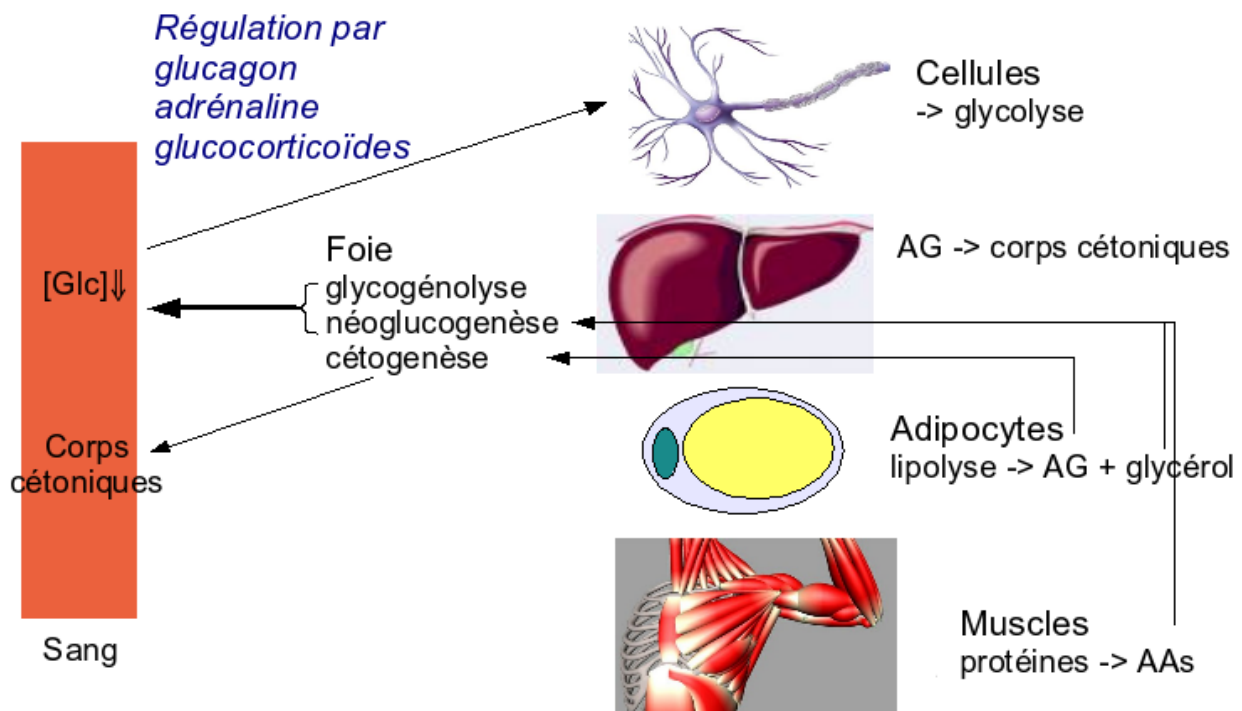 Régulation par
glucagon
adrénaline
glucocorticoïdes
Cellules
-> glycolyse
[Glc]⇓
Foie
glycogénolyse
néoglucogenèse
cétogenèse
AG -> corps cétoniques
Corps
cétoniques
Adipocytes
lipolyse -> AG + glycérol
Sang
Muscles
protéines -> AAs